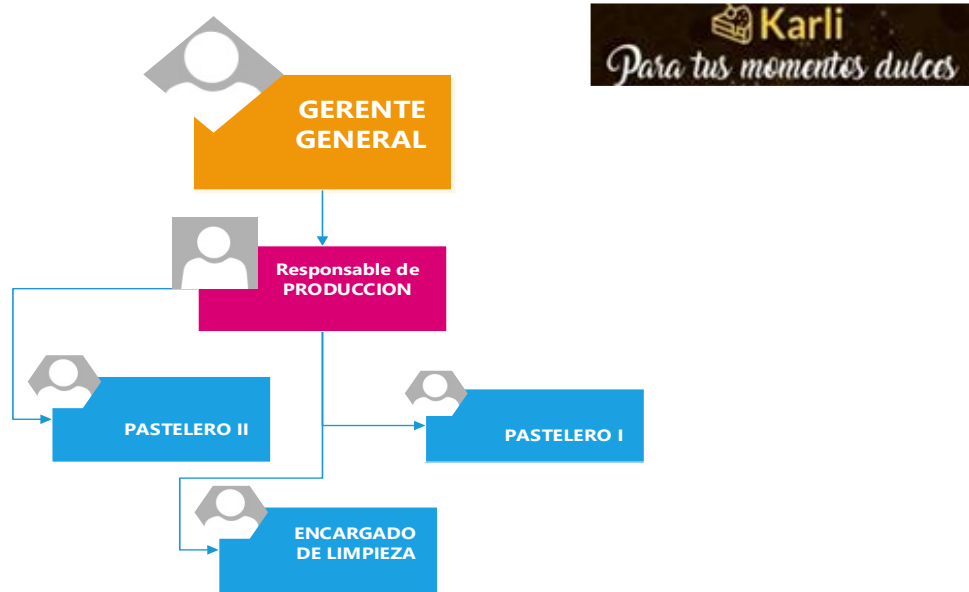 Karli
Para tus momentos dulces
GERENTE
GENERAL
Responsable de
PRODUCCION
PASTELERO II
PASTELERO I
ENCARGADO
DE LIMPIEZA